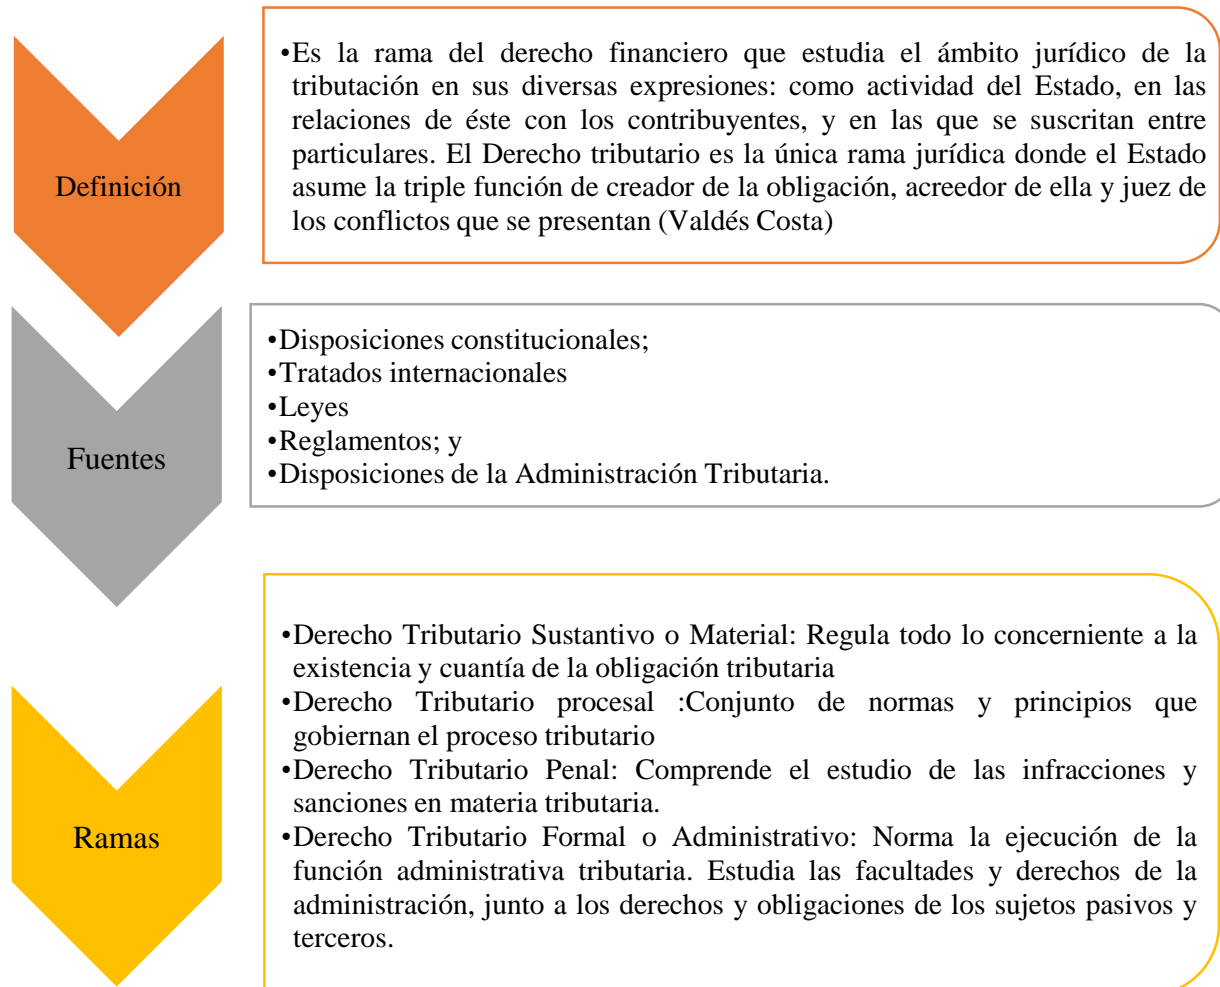 Definición
•Es la rama del derecho financiero que estudia el ámbito jurídico de la
tributación en sus diversas expresiones: como actividad del Estado, en las
relaciones de éste con los contribuyentes, y en las que se suscritan entre
particulares. El Derecho tributario es la única rama jurídica donde el Estado
asume la triple función de creador de la obligación, acreedor de ella y juez de
los conflictos que se presentan (Valdés Costa)
Fuentes
•Disposiciones constitucionales;
•Tratados internacionales
•Leyes
•Reglamentos; y
•Disposiciones de la Administración Tributaria.
Ramas
•Derecho Tributario Sustantivo o Material: Regula todo lo concerniente a la
existencia y cuantía de la obligación tributaria
•Derecho Tributario procesal :Conjunto de normas y principios que
gobiernan el proceso tributario
•Derecho Tributario Penal: Comprende el estudio de las infracciones y
sanciones en materia tributaria.
•Derecho Tributario Formal o Administrativo: Norma la ejecución de la
función administrativa tributaria. Estudia las facultades y derechos de la
administración, junto a los derechos y obligaciones de los sujetos pasivos y
terceros.